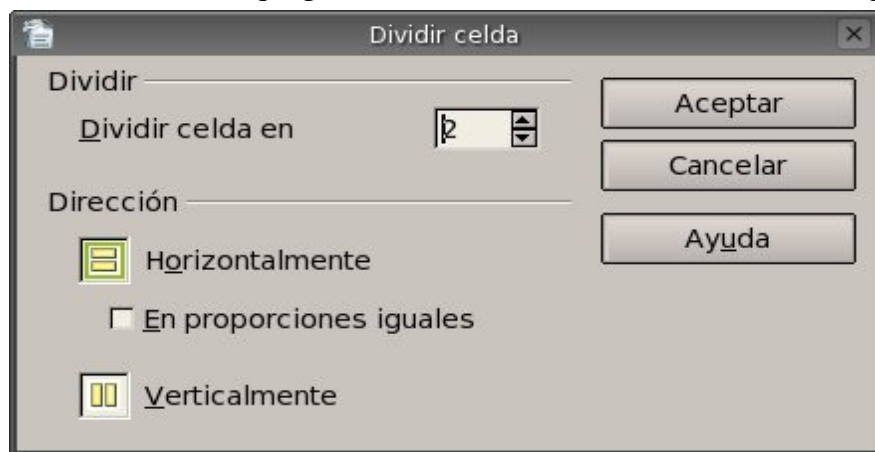 Dividir celda
Dividir
Dividir celda en
2
Aceptar
Cancelar
Dirección
Ayuda
Horizontalmente
En proporciones iguales
Verticalmente